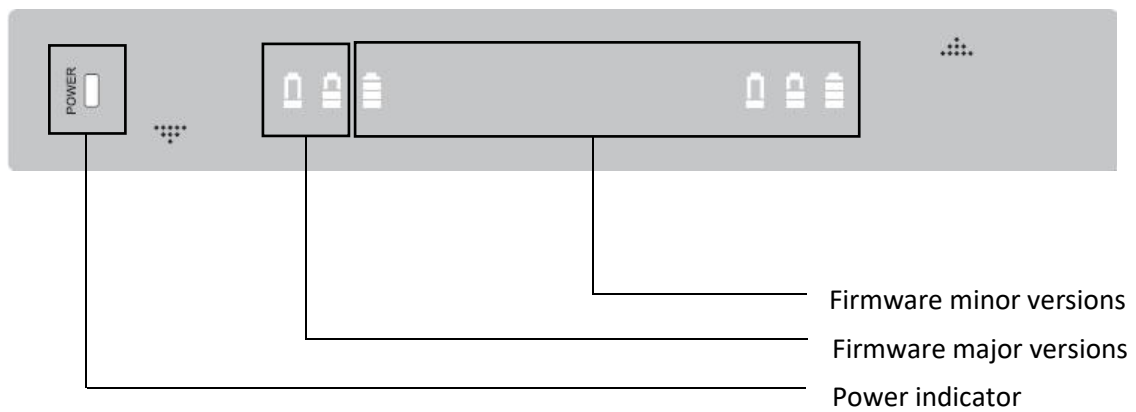 POWER
Firmware minor versions
Firmware major versions
Power indicator